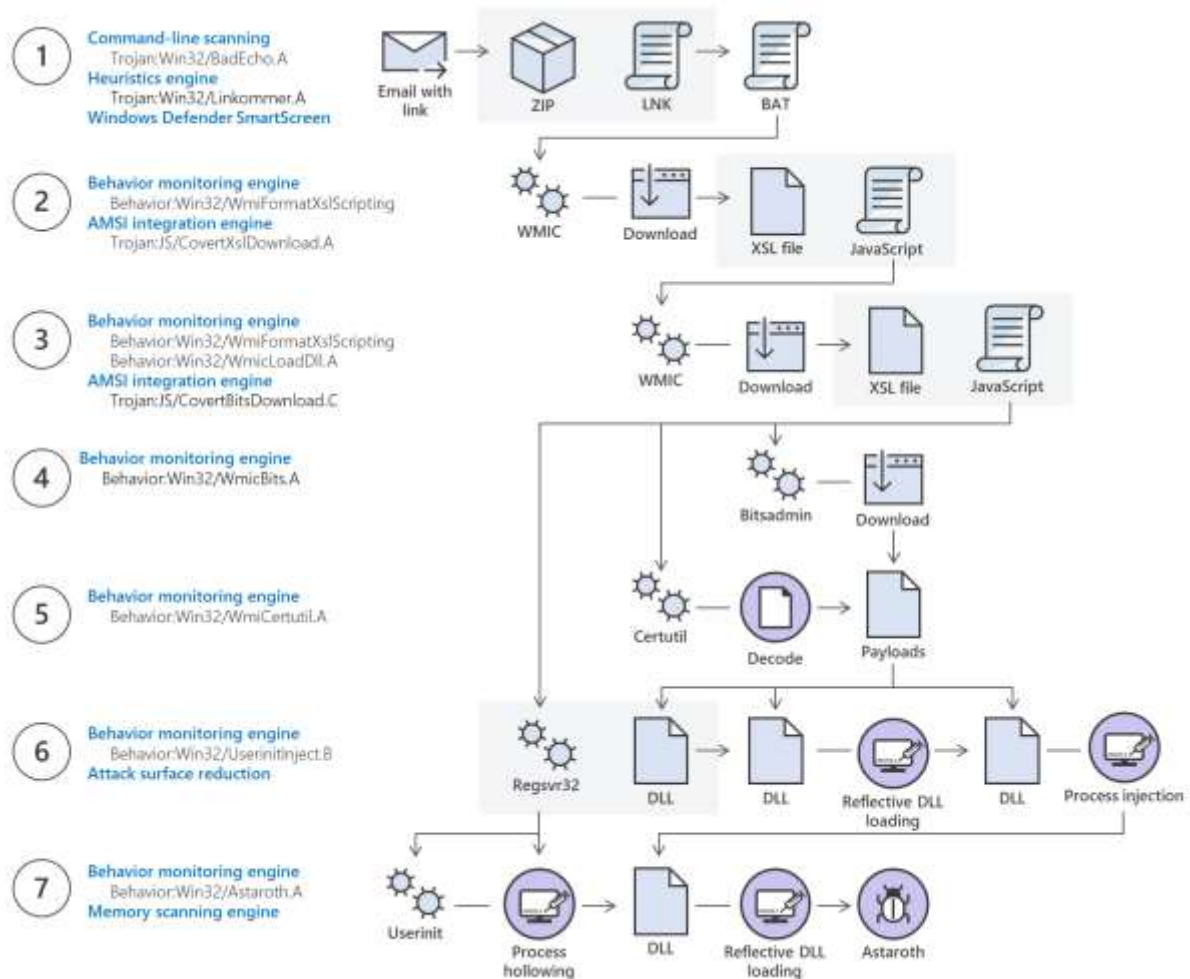 1
Command-line scanning
Trojan:Win32/BadEcho.A
Heuristics engine
Trojan:Win32/Linkommer.A
Windows Defender SmartScreen
Email with
link
ZIP
LNK
BAT
2
Behavior monitoring engine
Behavior:Win32/WmiFormatXslScripting
AMSI integration engine
Trojan:JS/CovertXslDownload.A
WMIC
Download
XSL file
JavaScript
3
Behavior monitoring engine
Behavior:Win32/WmiFormatXslScripting
Behavior:Win32/WmicLoadDll.A
AMSI integration engine
Trojan:JS/CovertBitsDownload.C
WMIC
Download
XSL file
JavaScript
4
Behavior monitoring engine
Behavior:Win32/WmicBits.A
Bitsadmin
Download
5
Behavior monitoring engine
Behavior:Win32/WmiCertutil.A
Certutil
Decode
Payloads
6
Behavior monitoring engine
Behavior:Win32/UserinitInject.B
Attack surface reduction
Regsvr32
DLL
DLL
Reflective DLL
loading
DLL
Process injection
7
Behavior monitoring engine
Behavior:Win32/Astaroth.A
Memory scanning engine
Userinit
Process
hollowing
DLL
Reflective DLL
loading
Astaroth